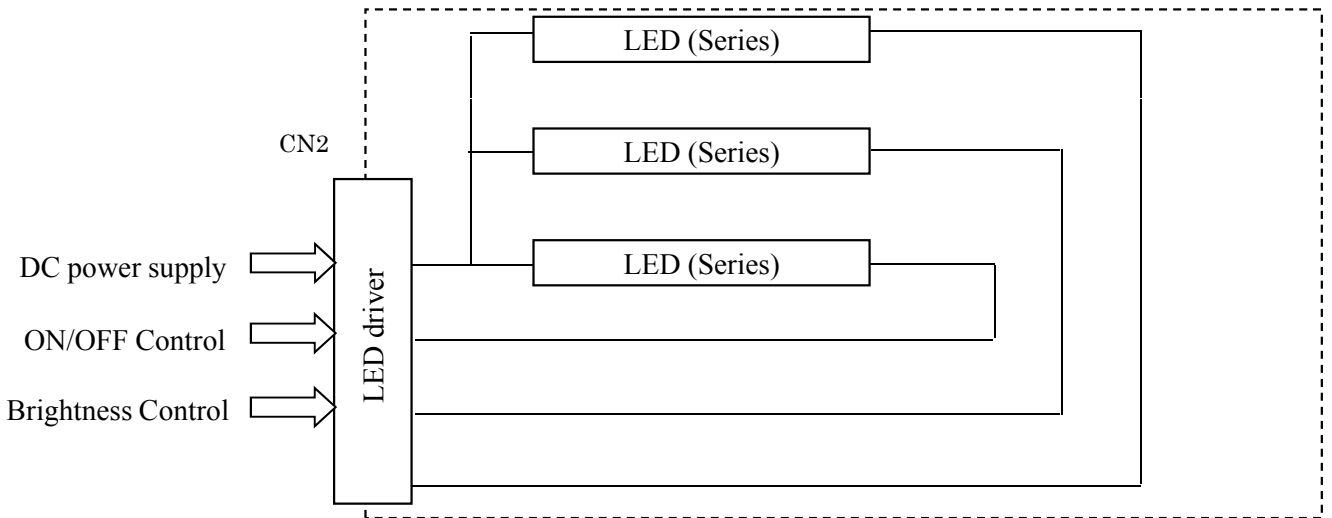 LED (Series)
CN2
LED (Series)
DC power supply
LED (Series)
ON/OFF Control
LED driver
Brightness Control